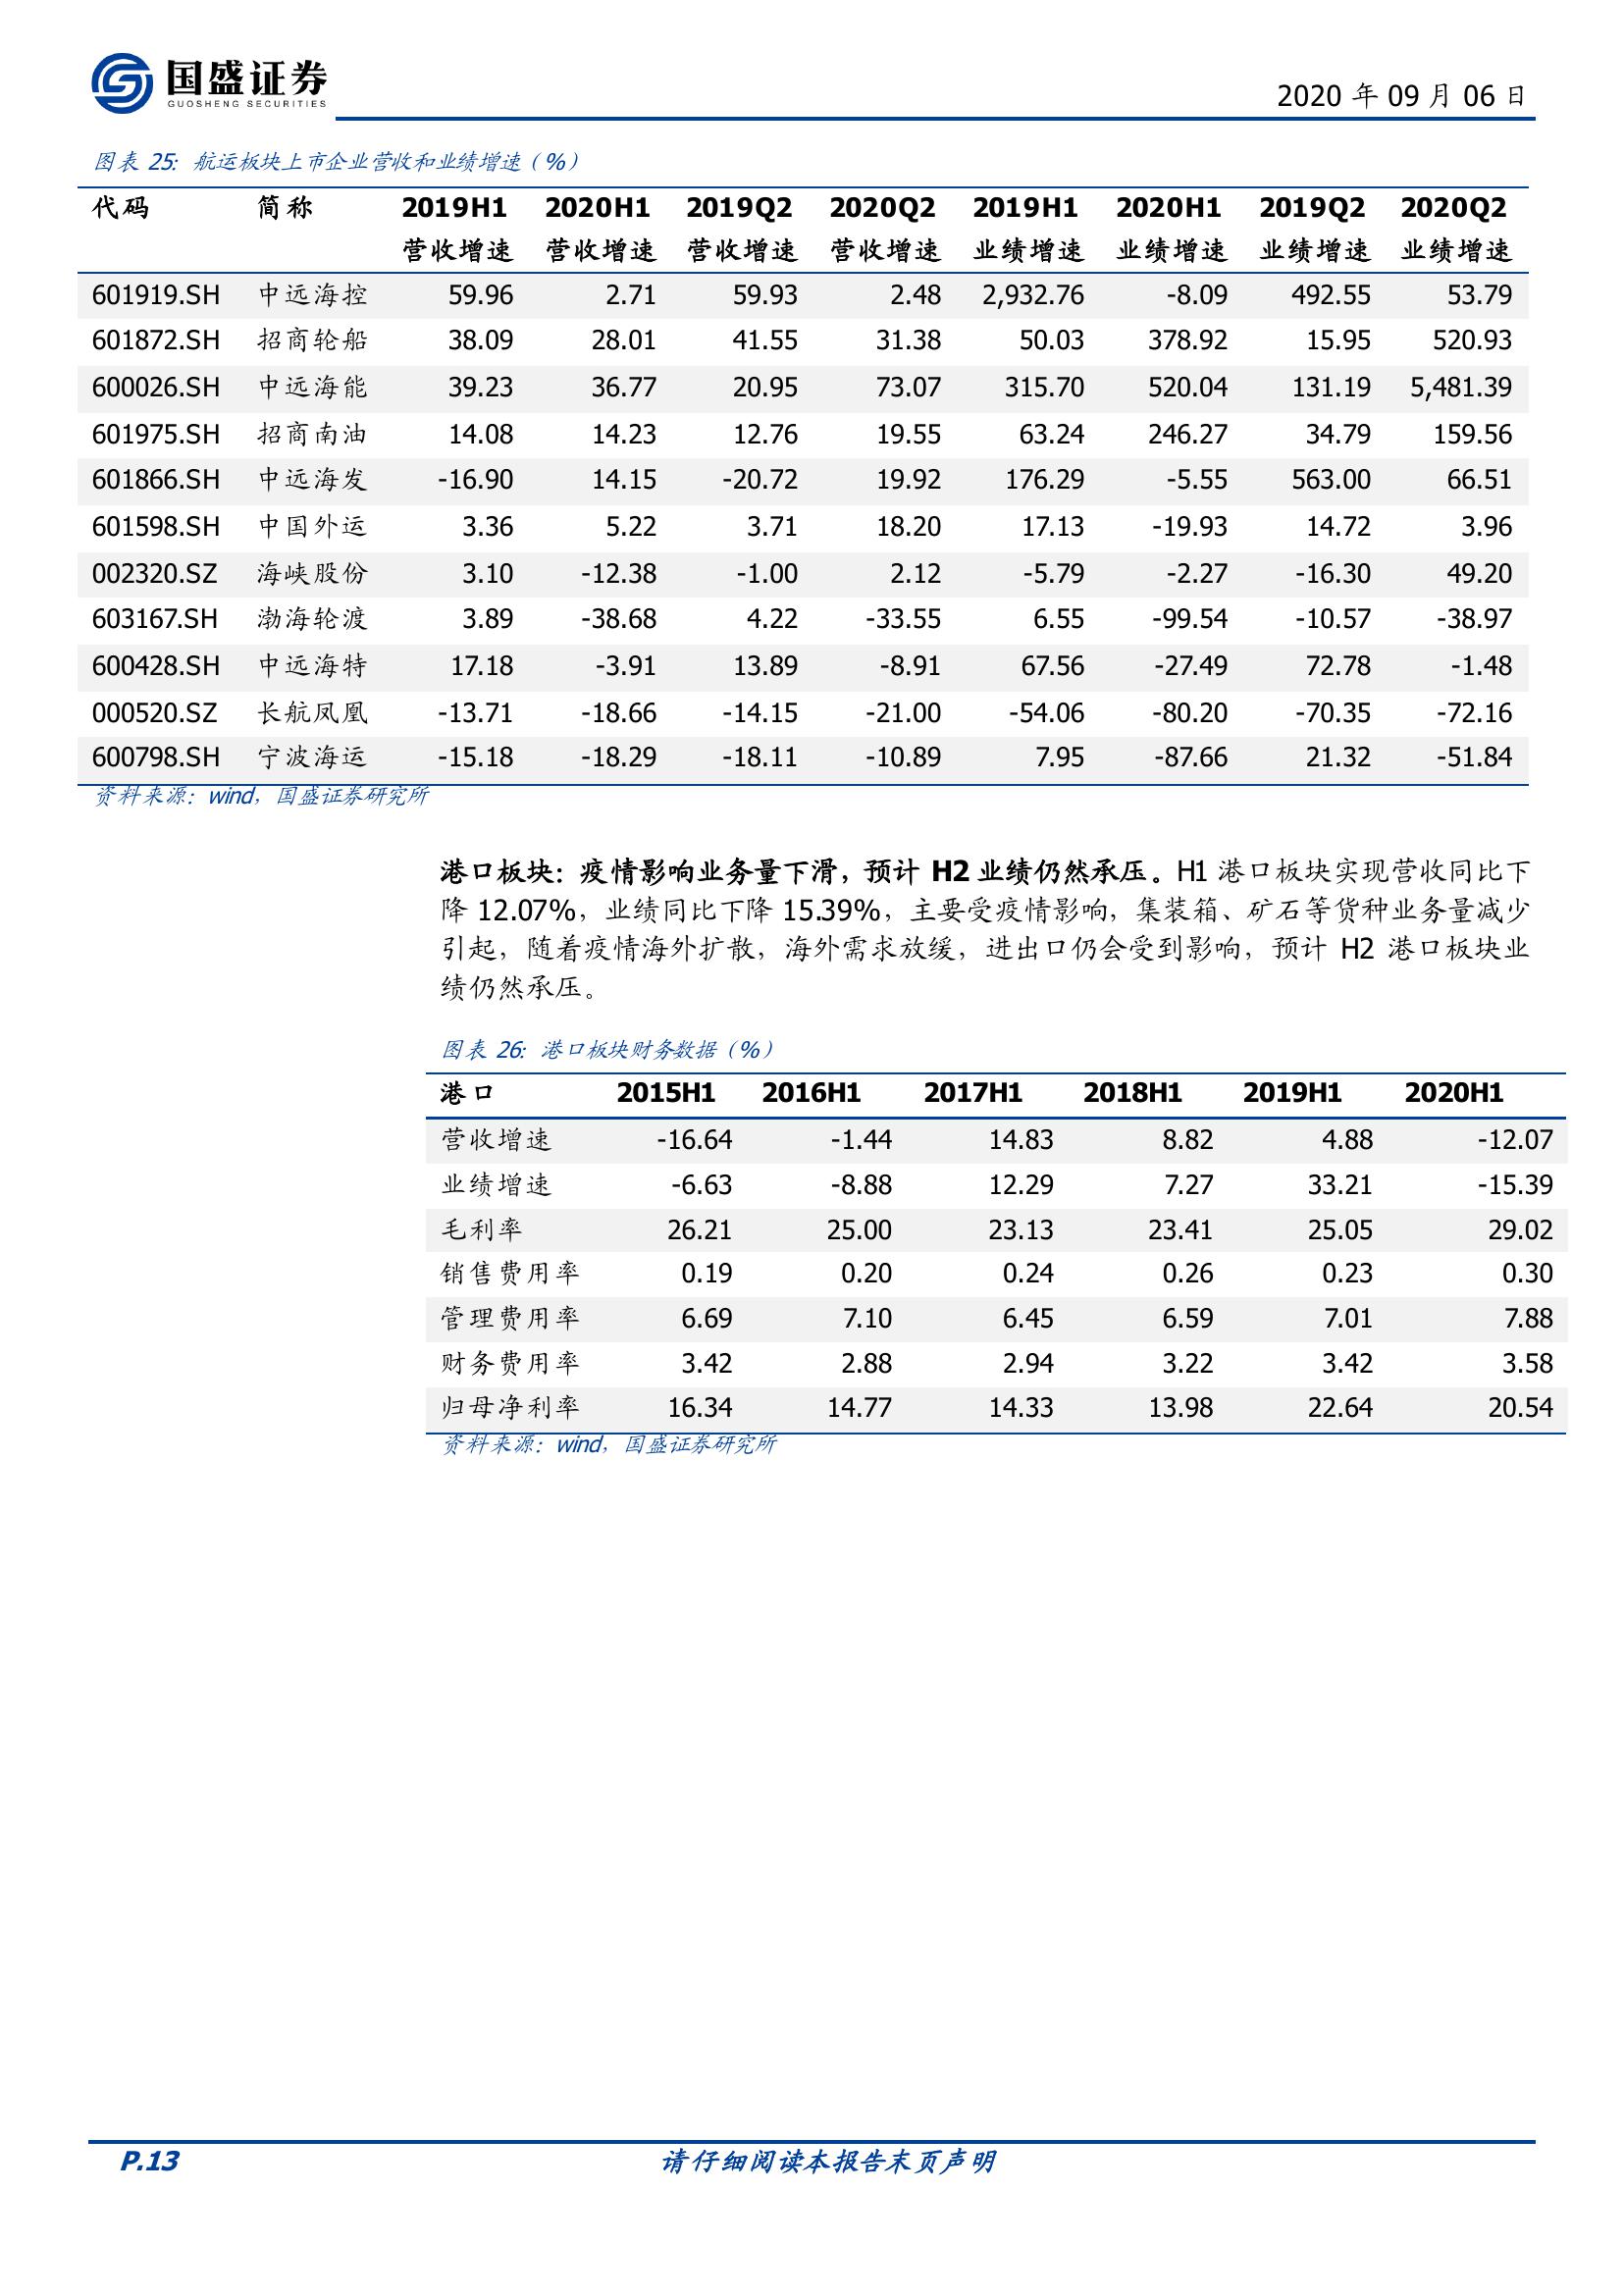 国盛证券
GUOSHENG SECURITIES
2020 年 09 月 06 日
图表 25: 航运板块上市企业营收和业绩增速（%）
代码 简称 2019H1 2020H1 2019Q2 2020Q2 2019H1 2020H1 2019Q2 2020Q2
营收增速 营收增速 营收增速 营收增速 业绩增速 业绩增速 业绩增速 业绩增速
601919.SH 中远海控 59.96 2.71 59.93 2.48 2,932.76 -8.09 492.55 53.79
601872.SH 招商轮船 38.09 28.01 41.55 31.38 50.03 378.92 15.95 520.93
600026.SH 中远海能 39.23 36.77 20.95 73.07 315.70 520.04 131.19 5,481.39
601975.SH 招商南油 14.08 14.23 12.76 19.55 63.24 246.27 34.79 159.56
601866.SH 中远海发 -16.90 14.15 -20.72 19.92 176.29 -5.55 563.00 66.51
601598.SH 中国外运 3.36 5.22 3.71 18.20 17.13 -19.93 14.72 3.96
002320.SZ 海峡股份 3.10 -12.38 -1.00 2.12 -5.79 -2.27 -16.30 49.20
603167.SH 渤海轮渡 3.89 -38.68 4.22 -33.55 6.55 -99.54 -10.57 -38.97
600428.SH 中远海特 17.18 -3.91 13.89 -8.91 67.56 -27.49 72.78 -1.48
000520.SZ 长航凤凰 -13.71 -18.66 -14.15 -21.00 -54.06 -80.20 -70.35 -72.16
600798.SH 宁波海运 -15.18 -18.29 -18.11 -10.89 7.95 -87.66 21.32 -51.84
资料来源：wind，国盛证券研究所
港口板块：疫情影响业务量下滑，预计 H2 业绩仍然承压。H1 港口板块实现营收同比下
降 12.07%，业绩同比下降 15.39%，主要受疫情影响，集装箱、矿石等货种业务量减少
引起，随着疫情海外扩散，海外需求放缓，进出口仍会受到影响，预计 H2 港口板块业
绩仍然承压。
图表 26: 港口板块财务数据（%）
港口 2015H1 2016H1 2017H1 2018H1 2019H1 2020H1
营收增速 -16.64 -1.44 14.83 8.82 4.88 -12.07
业绩增速 -6.63 -8.88 12.29 7.27 33.21 -15.39
毛利率 26.21 25.00 23.13 23.41 25.05 29.02
销售费用率 0.19 0.20 0.24 0.26 0.23 0.30
管理费用率 6.69 7.10 6.45 6.59 7.01 7.88
财务费用率 3.42 2.88 2.94 3.22 3.42 3.58
归母净利率 16.34 14.77 14.33 13.98 22.64 20.54
资料来源：wind，国盛证券研究所
P.13 请仔细阅读本报告末页声明